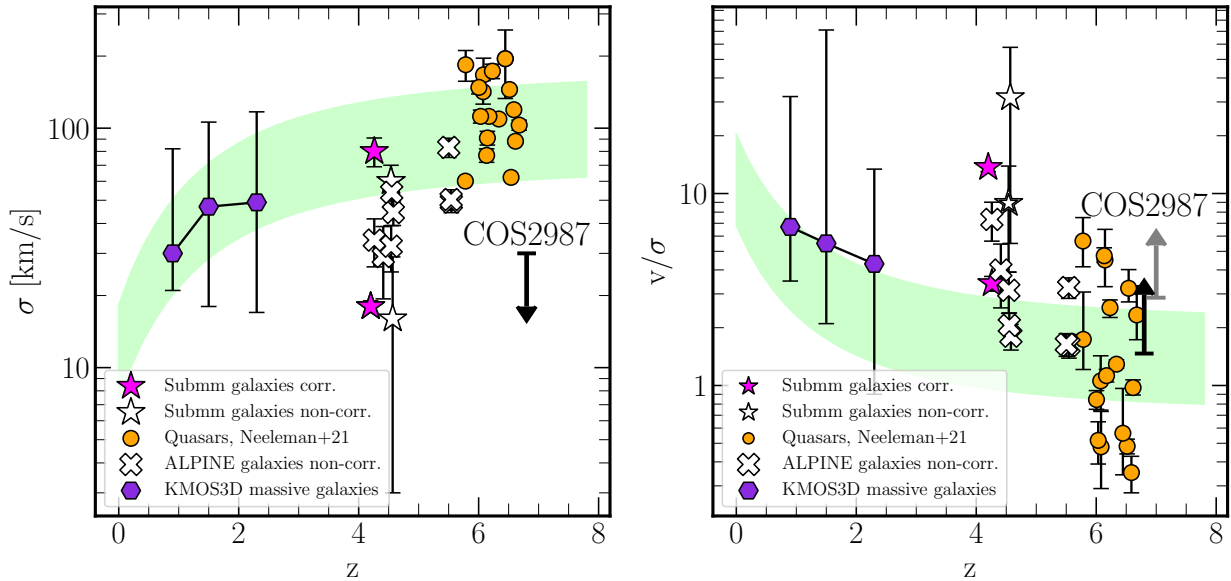 σ [km/s]
100
10
COS2987
Submm galaxies corr.
Submm galaxies non-corr.
Quasars, Neeleman+21
ALPINE galaxies non-corr.
KMOS3D massive galaxies
0 2 4 6 8
z
v/σ
10
1
COS2987
Submm galaxies corr.
Submm galaxies non-corr.
Quasars, Neeleman+21
ALPINE galaxies non-corr.
KMOS3D massive galaxies
0 2 4 6 8
z